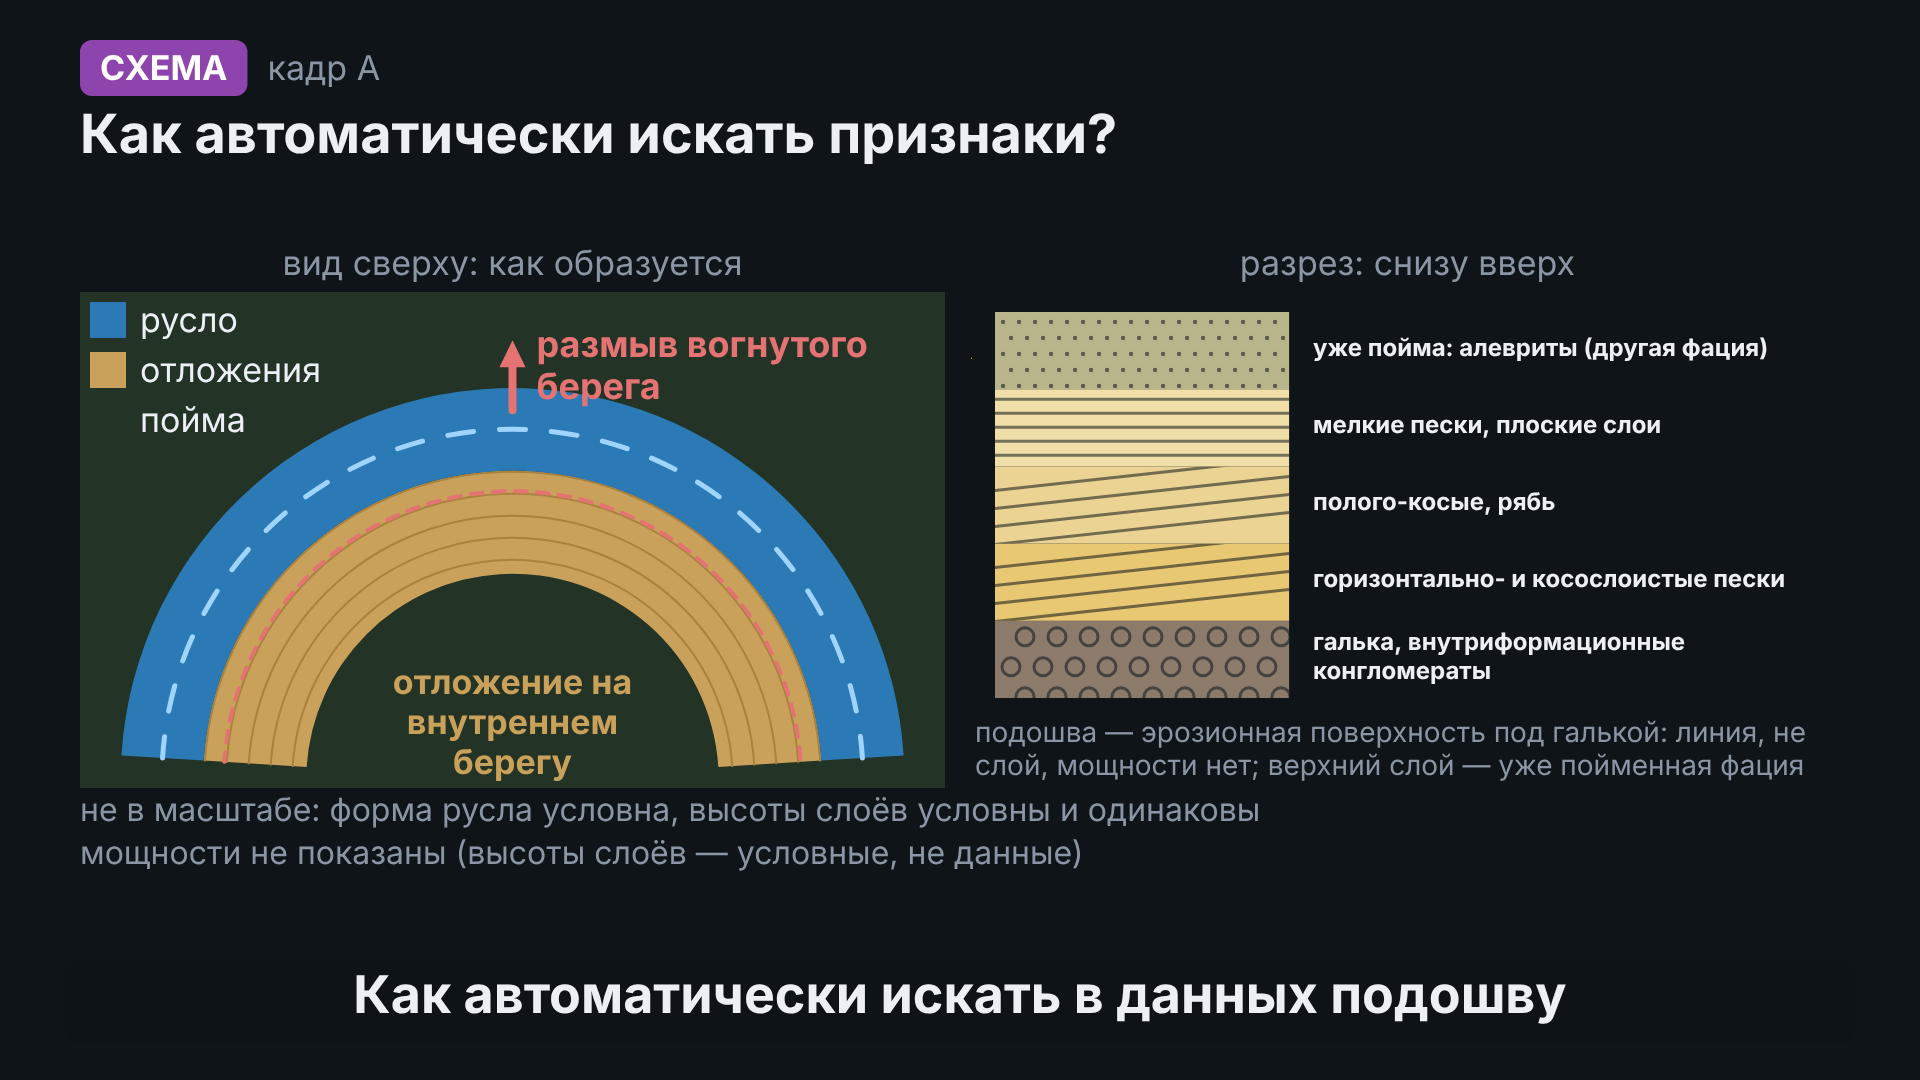 СХЕМА кадр А
Как автоматически искать признаки?
вид сверху: как образуется
русло
отложения
пойма
размыв вогнутого
берега
отложение на
внутреннем
берегу
разрез: снизу вверх
уже пойма: алевриты (другая фация)
мелкие пески, плоские слои
полого-косые, рябь
горизонтально- и косослоистые пески
галька, внутриформационные
конгломераты
подошва — эрозионная поверхность под галькой: линия, не
слой, мощности нет; верхний слой — уже пойменная фация
не в масштабе: форма русла условна, высоты слоёв условны и одинаковы
мощности не показаны (высоты слоёв — условные, не данные)
Как автоматически искать в данных подошву